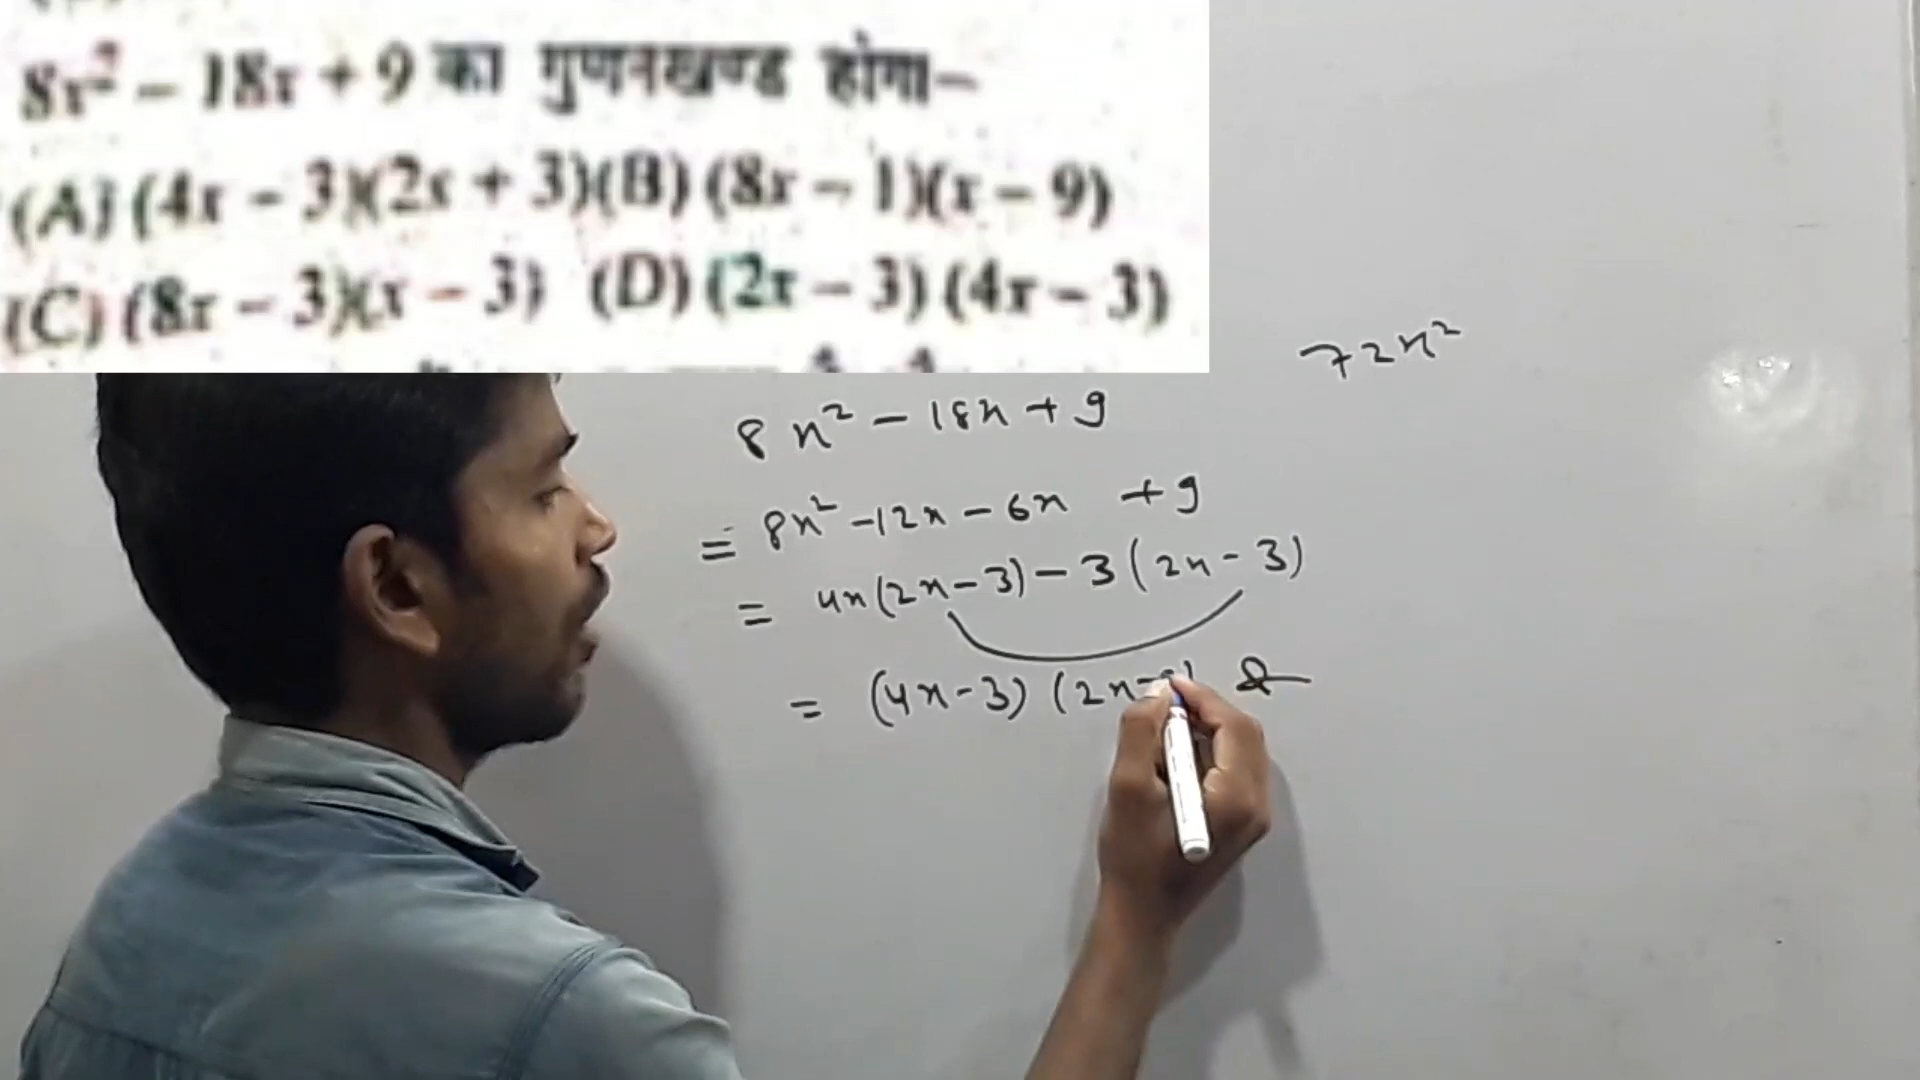 8x² - 18x + 9 का गुणनखण्ड होगा–
(A) (4x - 3)(2x + 3) (B) (8x - 1)(x - 9)
(C) (8x - 3)(x - 3) (D) (2x - 3) (4x - 3)
72x²
8x² - 18x + 9
= 8x² - 12x - 6x + 9
= 4x(2x - 3) - 3(2x - 3)
= (4x - 3) (2x -